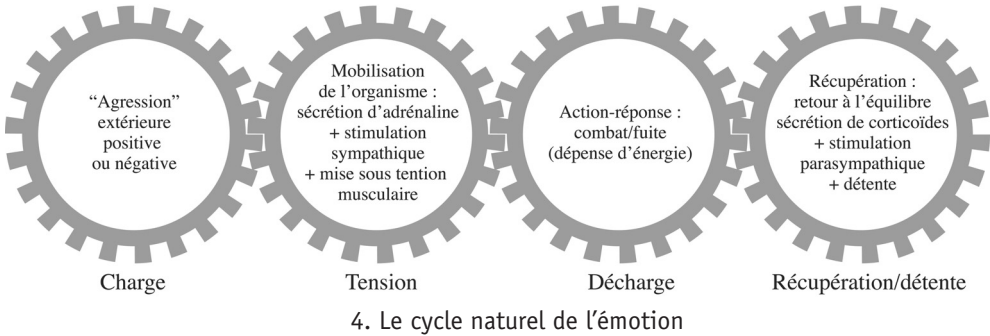 “Agression”
extérieure
positive
ou négative
Mobilisation
de l’organisme :
sécrétion d’adrénaline
+ stimulation
sympathique
+ mise sous tention
musculaire
Action-réponse :
combat/fuite
(dépense d’énergie)
Récupération :
retour à l’équilibre
sécrétion de corticoïdes
+ stimulation
parasympathique
+ détente
Charge
Tension
Décharge
Récupération/détente
4. Le cycle naturel de l’émotion